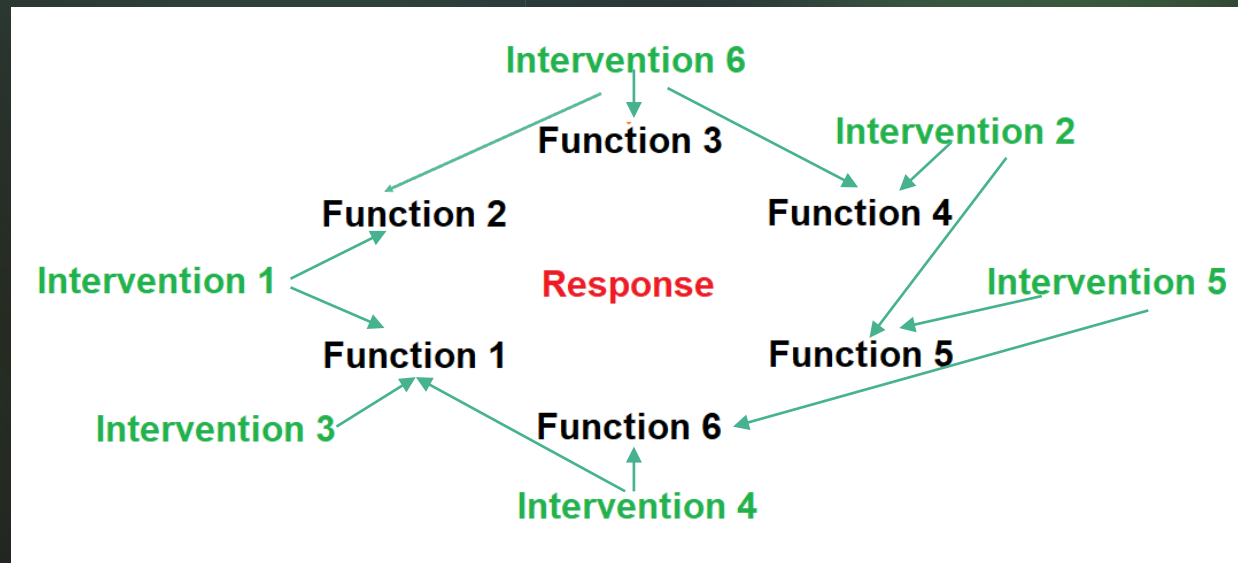 Intervention 6
Intervention 2
Function 3
Function 2
Function 4
Intervention 1
Response
Intervention 5
Function 1
Function 5
Intervention 3
Function 6
Intervention 4